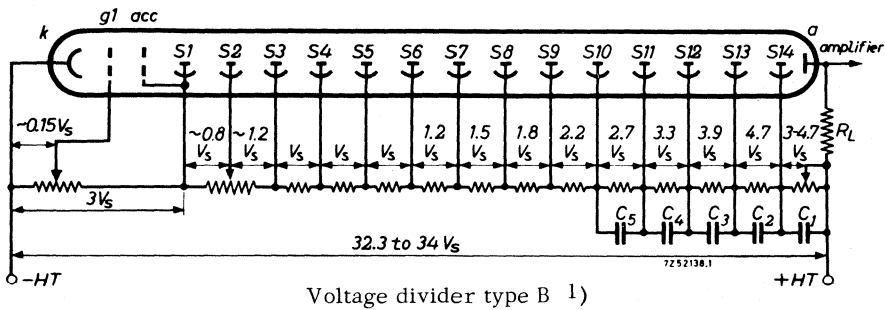 g1 acc
k S1 S2 S3 S4 S5 S6 S7 S8 S9 S10 S11 S12 S13 S14 a amplifier
~0.15Vs ~0.8 Vs ~1.2 Vs Vs Vs Vs 1.2 Vs 1.5 Vs 1.8 Vs 2.2 Vs 2.7 Vs 3.3 Vs 3.9 Vs 4.7 Vs 3-4.7 Vs RL
3Vs
C5 C4 C3 C2 C1
32.3 to 34 Vs
7Z52138.1
-HT +HT
Voltage divider type B 1)